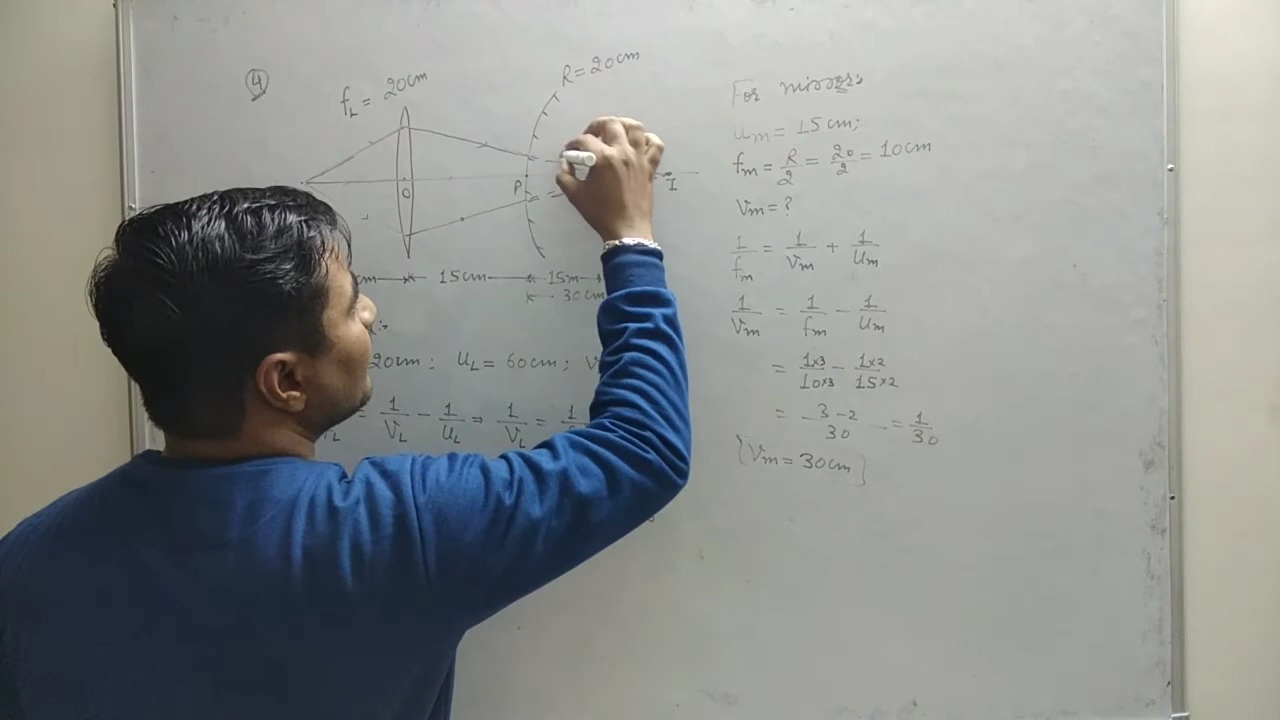 4
f_L = 20cm
R = 20cm
O
P
I
cm 15cm 15m
30cm
20cm: u_L = 60cm; V
= 1/V_L - 1/u_L ⇒ 1/V_L = 1
For mirror:
u_m = 15cm;
f_m = R/2 = 20/2 = 10cm
V_m = ?
1/f_m = 1/V_m + 1/u_m
1/V_m = 1/f_m - 1/u_m
= 1×3/10×3 - 1×2/15×2
= 3-2/30 = 1/30
V_m = 30cm